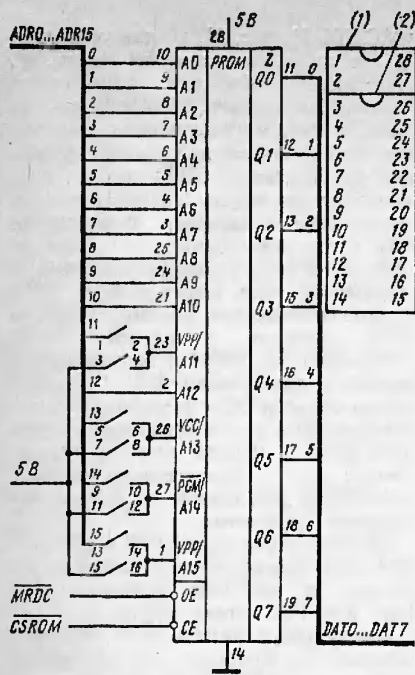 5В
(1) (2)
ADR0...ADR15
28
0 10 A0 PROM Z Q0 11 0
1 9 A1
2 8 A2
3 7 A3 Q1 12 1
4 6 A4
5 5 A5
6 4 A6 Q2 13 2
7 3 A7
8 25 A8
9 24 A9 Q3 15 3
10 21 A10
11
1 2 23 VPP/
3 4 A11
12 2 A12 Q4 16 4
13
5 6 26 VCC/
7 8 A13 Q5 17 5
5В
14
9 10 27 PGM/
11 12 A14 Q6 18 6
15
13 14 1 VPP/
15 16 A15
MRDC OE Q7 19 7
CSROM CE DAT0...DAT7
14
1 28
2 27
3 26
4 25
5 24
6 23
7 22
8 21
9 20
10 19
11 18
12 17
13 16
14 15